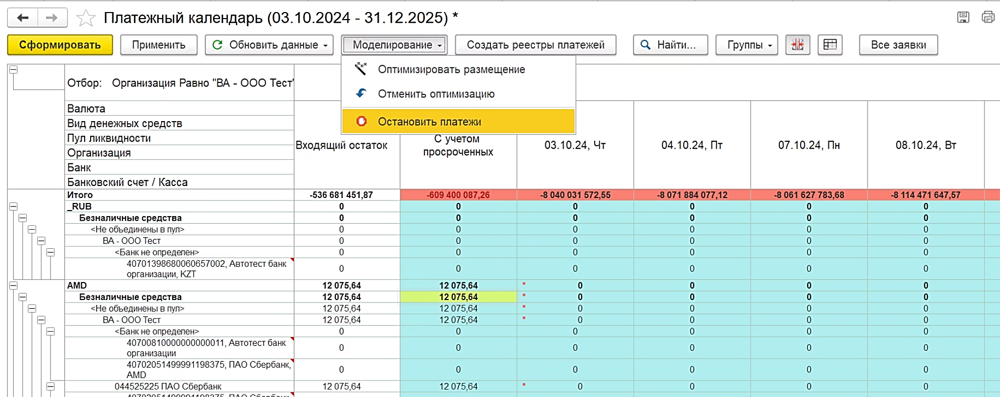 Платежный календарь (03.10.2024 - 31.12.2025) *
Сформировать Применить Обновить данные Моделирование Создать реестры платежей Найти... Группы Все заявки
Оптимизировать размещение
Отменить оптимизацию
Остановить платежи
Отбор: Организация Равно "ВА - ООО Тест"
Валюта
Вид денежных средств
Пул ликвидности
Организация
Банк
Банковский счет / Касса
Входящий остаток С учетом просроченных 03.10.24, Чт 04.10.24, Пт 07.10.24, Пн 08.10.24, Вт
Итого -536 681 451,87 -609 400 087,26 -8 040 031 572,55 -8 071 884 077,12 -8 061 627 783,68 -8 114 471 647,57
_RUB 0 0 0 0 0 0
Безналичные средства 0 0 0 0 0 0
<Не объединены в пул> 0 0 0 0 0 0
ВА - ООО Тест 0 0 0 0 0 0
<Банк не определен> 0 0 0 0 0 0
40701398680060657002, Автотест банк
организации, KZT 0 0 0 0 0 0
AMD 12 075,64 12 075,64 0 0 0 0
Безналичные средства 12 075,64 12 075,64 0 0 0 0
<Не объединены в пул> 12 075,64 12 075,64 0 0 0 0
ВА - ООО Тест 12 075,64 12 075,64 0 0 0 0
<Банк не определен> 0 0 0 0 0 0
40700810000000000011, Автотест банк
организации 0 0 0 0 0 0
40702051499991198375, ПАО Сбербанк,
AMD 0 0 0 0 0 0
044525225 ПАО Сбербанк 12 075,64 12 075,64 0 0 0 0
40702051499991198375, ПАО Сбербанк,